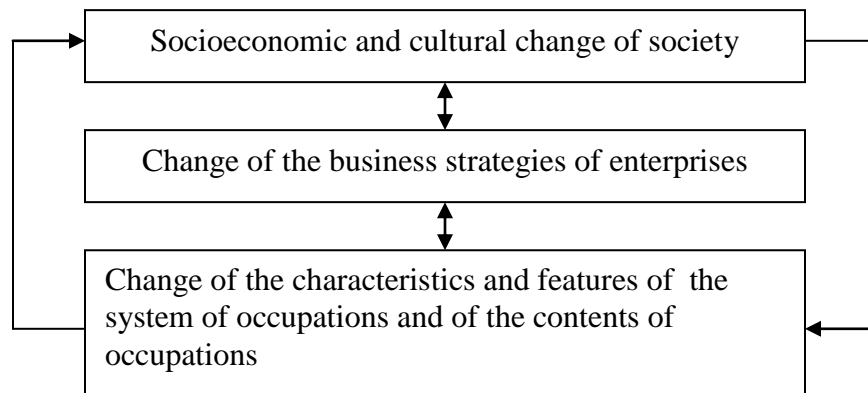 Socioeconomic and cultural change of society
Change of the business strategies of enterprises
Change of the characteristics and features of the
system of occupations and of the contents of
occupations